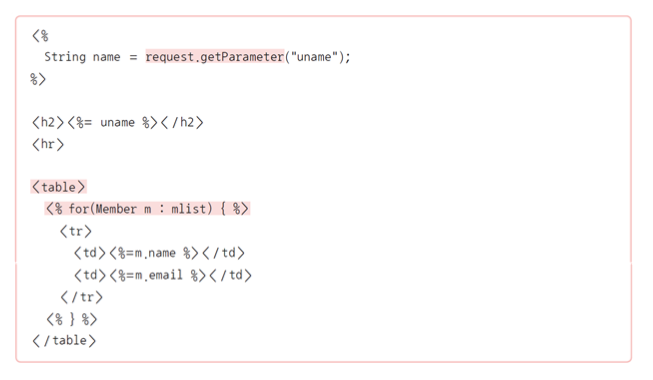 <%
String name = request.getParameter("uname");
%>
<h2><%= uname %></h2>
<hr>
<table>
<% for(Member m : mlist) { %>
<tr>
<td><%=m.name %></td>
<td><%=m.email %></td>
</tr>
<% } %>
</table>